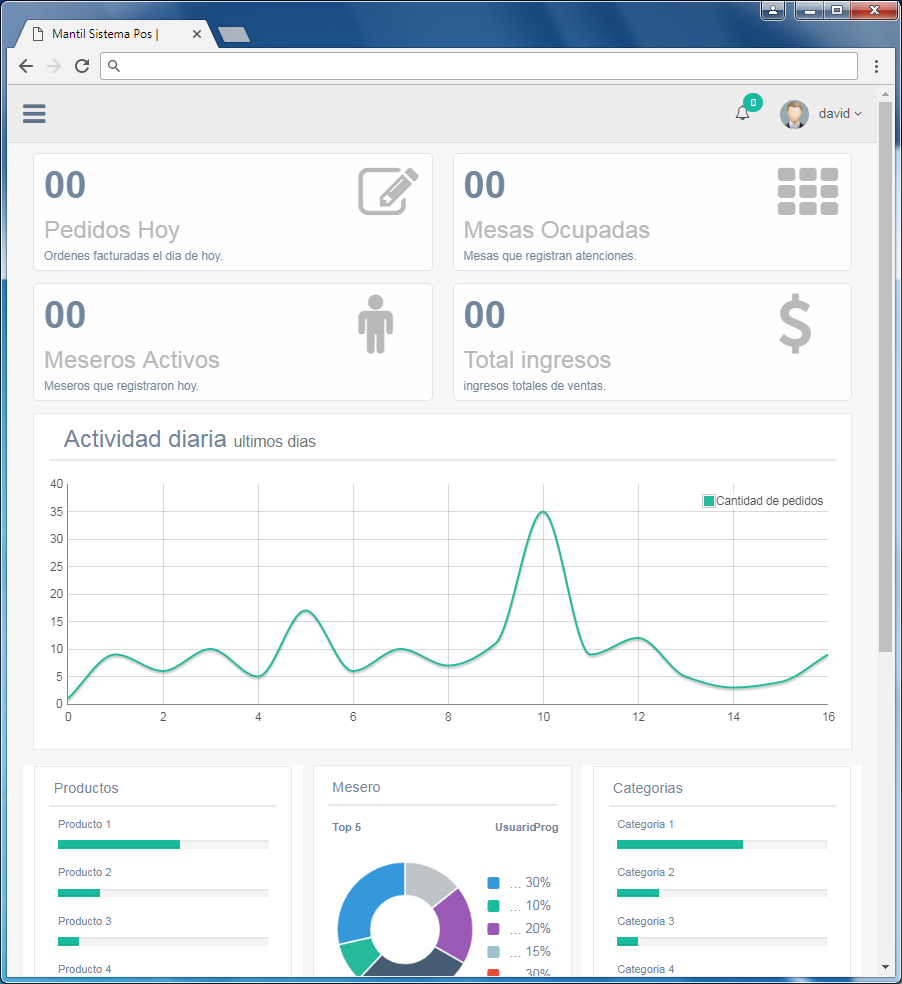 Mantil Sistema Pos |
0
david
00
Pedidos Hoy
Ordenes facturadas el dia de hoy.
00
Mesas Ocupadas
Mesas que registran atenciones.
00
Meseros Activos
Meseros que registraron hoy.
00
Total ingresos
ingresos totales de ventas.
Actividad diaria ultimos dias
Cantidad de pedidos
40
35
30
25
20
15
10
5
0
0 2 4 6 8 10 12 14 16
Productos
Producto 1
Producto 2
Producto 3
Producto 4
Mesero
Top 5 UsuarioProg
... 30%
... 10%
... 20%
... 15%
... 30%
Categorias
Categoria 1
Categoria 2
Categoria 3
Categoria 4